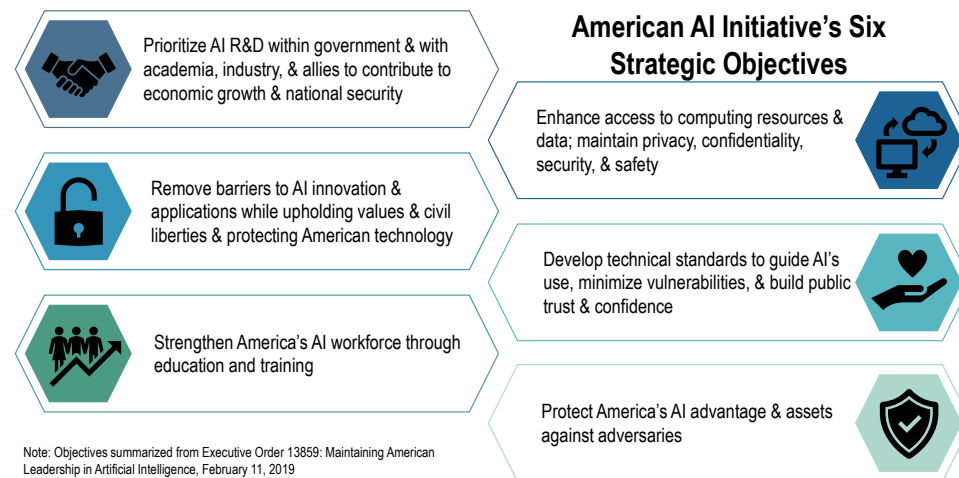 American AI Initiative’s Six
Strategic Objectives
Prioritize AI R&D within government & with
academia, industry, & allies to contribute to
economic growth & national security
Enhance access to computing resources &
data; maintain privacy, confidentiality,
security, & safety
Remove barriers to AI innovation &
applications while upholding values & civil
liberties & protecting American technology
Develop technical standards to guide AI’s
use, minimize vulnerabilities, & build public
trust & confidence
Strengthen America’s AI workforce through
education and training
Protect America’s AI advantage & assets
against adversaries
Note: Objectives summarized from Executive Order 13859: Maintaining American
Leadership in Artificial Intelligence, February 11, 2019